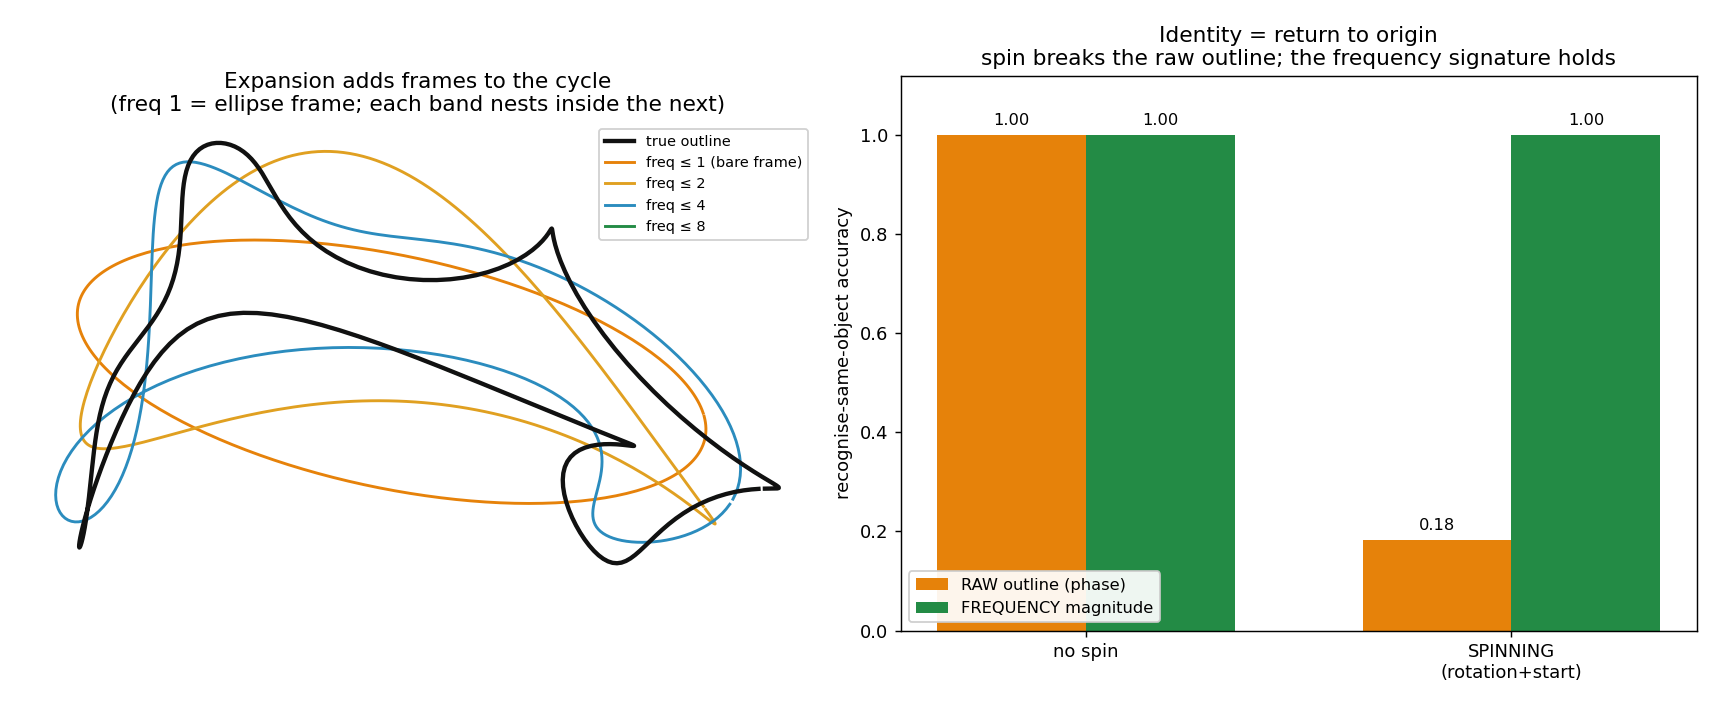 Expansion adds frames to the cycle
(freq 1 = ellipse frame; each band nests inside the next)
true outline
freq ≤ 1 (bare frame)
freq ≤ 2
freq ≤ 4
freq ≤ 8
Identity = return to origin
spin breaks the raw outline; the frequency signature holds
recognise-same-object accuracy
1.0
0.8
0.6
0.4
0.2
0.0
1.00
1.00
0.18
1.00
RAW outline (phase)
FREQUENCY magnitude
no spin
SPINNING
(rotation+start)